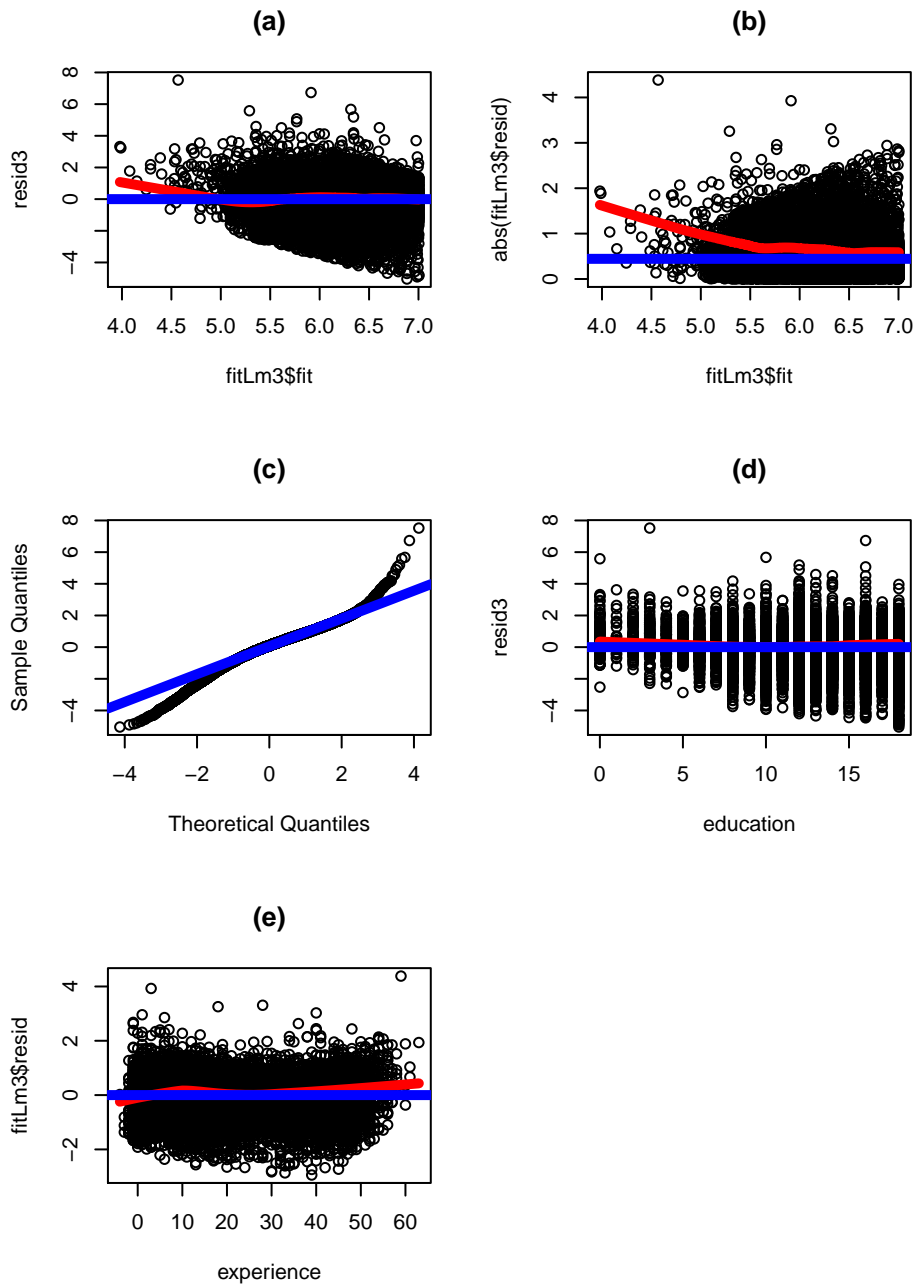 (a)
resid3
8
6
4
2
0
−4
4.0 4.5 5.0 5.5 6.0 6.5 7.0
fitLm3$fit
(b)
abs(fitLm3$resid)
4
3
2
1
0
4.0 4.5 5.0 5.5 6.0 6.5 7.0
fitLm3$fit
(c)
Sample Quantiles
8
6
4
2
0
−4
−4 −2 0 2 4
Theoretical Quantiles
(d)
resid3
8
6
4
2
0
−4
0 5 10 15
education
(e)
fitLm3$resid
4
2
0
−2
0 10 20 30 40 50 60
experience